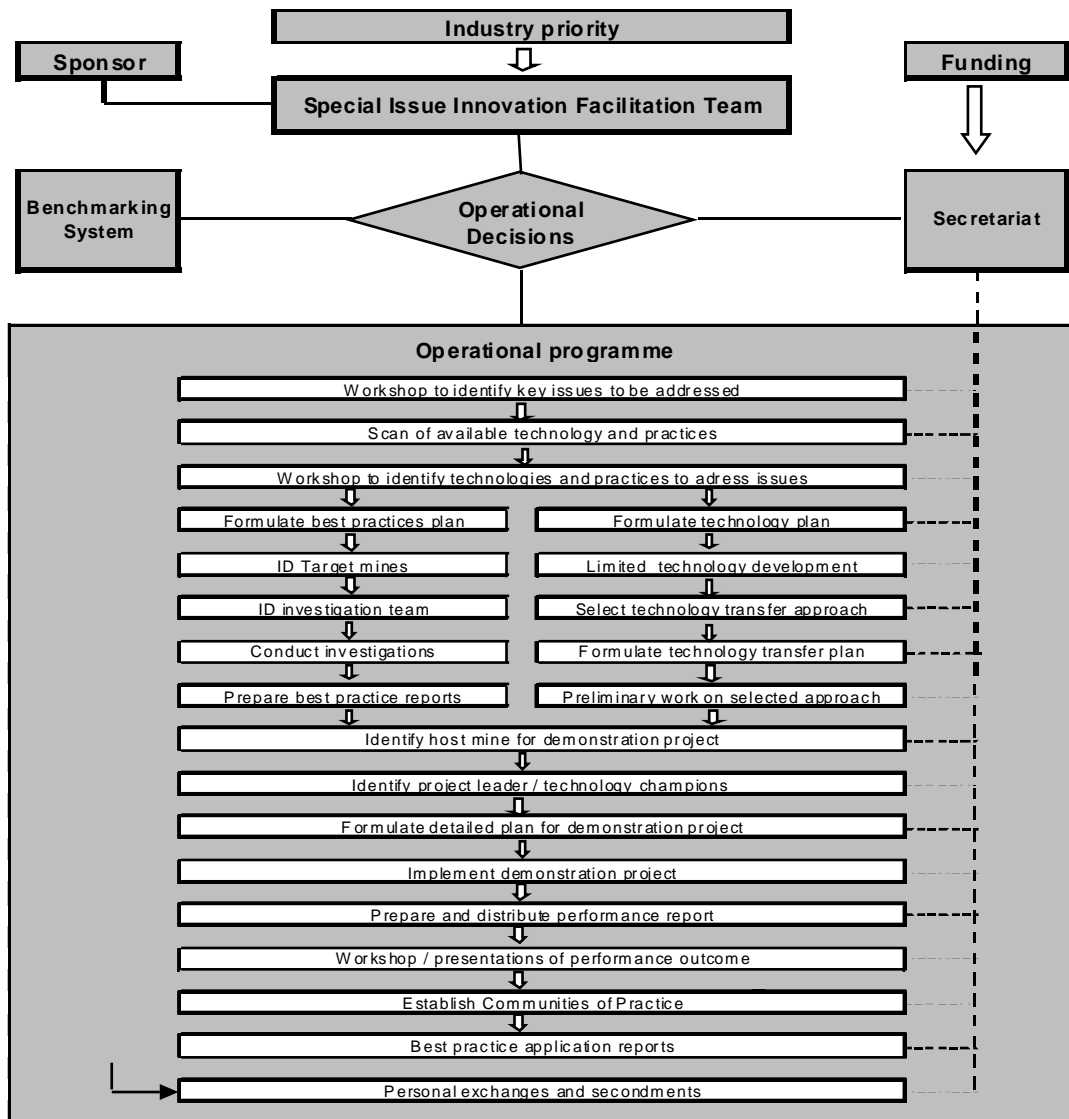 Industry priority
Sponsor
Funding
Special Issue Innovation Facilitation Team
Benchmarking
System
Operational
Decisions
Secretariat
Operational programme
Workshop to identify key issues to be addressed
Scan of available technology and practices
Workshop to identify technologies and practices to adress issues
Formulate best practices plan
Formulate technology plan
ID Target mines
Limited technology development
ID investigation team
Select technology transfer approach
Conduct investigations
Formulate technology transfer plan
Prepare best practice reports
Preliminary work on selected approach
Identify host mine for demonstration project
Identify project leader / technology champions
Formulate detailed plan for demonstration project
Implement demonstration project
Prepare and distribute performance report
Workshop / presentations of performance outcome
Establish Communities of Practice
Best practice application reports
Personal exchanges and secondments